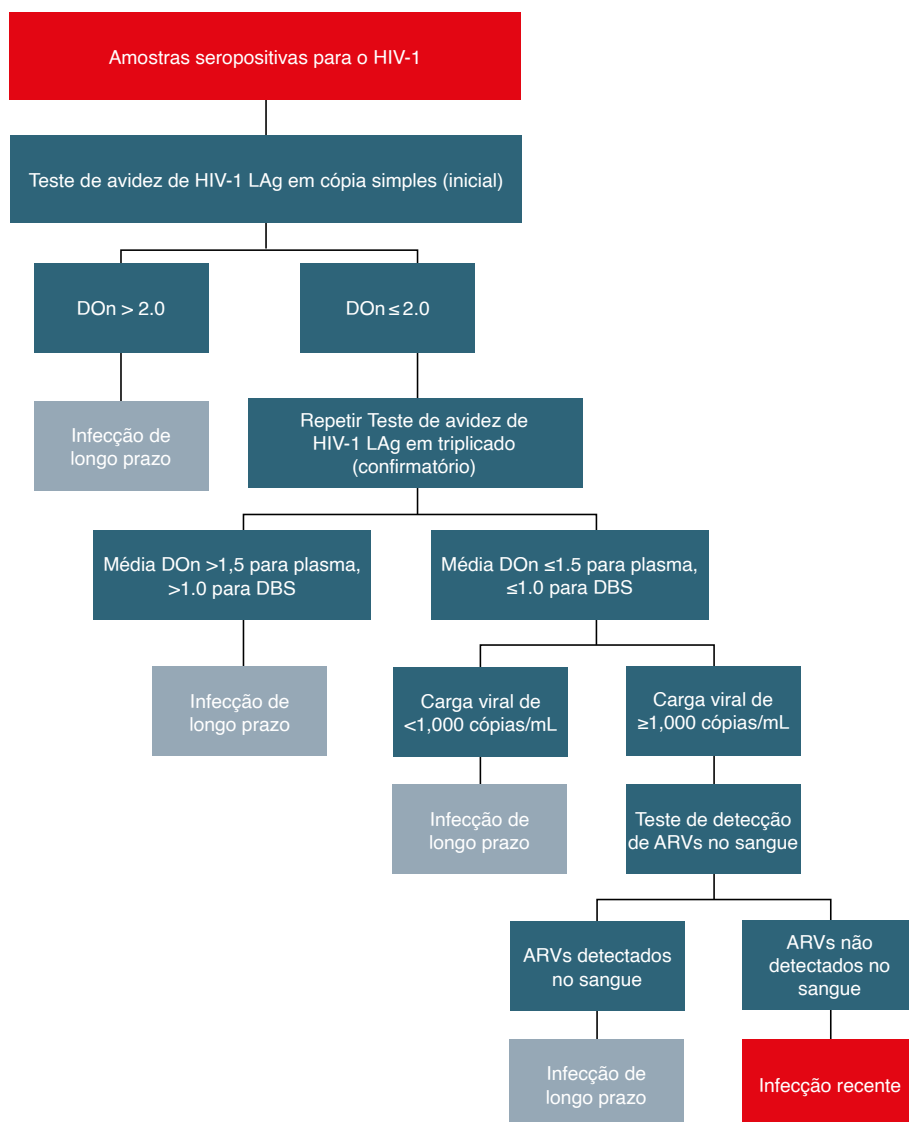 Amostras seropositivas para o HIV-1
Teste de avidez de HIV-1 LAg em cópia simples (inicial)
DOn > 2.0
DOn ≤ 2.0
Infecção de
longo prazo
Repetir Teste de avidez de
HIV-1 LAg em triplicado
(confirmatório)
Média DOn >1,5 para plasma,
>1.0 para DBS
Média DOn ≤1.5 para plasma,
≤1.0 para DBS
Infecção de
longo prazo
Carga viral de
<1,000 cópias/mL
Carga viral de
≥1,000 cópias/mL
Infecção de
longo prazo
Teste de detecção
de ARVs no sangue
ARVs detectados
no sangue
ARVs não
detectados no
sangue
Infecção de
longo prazo
Infecção recente